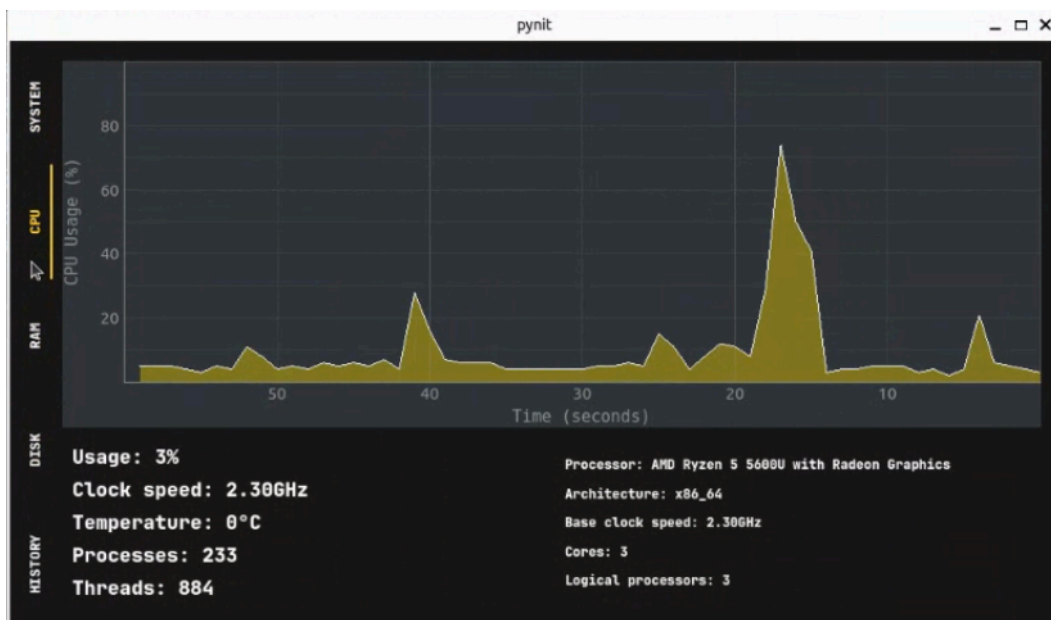 pynit
SYSTEM
CPU
RAM
DISK
HISTORY
CPU Usage (%)
80
60
40
20
50 40 30 20 10
Time (seconds)
Usage: 3%
Clock speed: 2.30GHz
Temperature: 0°C
Processes: 233
Threads: 884
Processor: AMD Ryzen 5 5600U with Radeon Graphics
Architecture: x86_64
Base clock speed: 2.30GHz
Cores: 3
Logical processors: 3